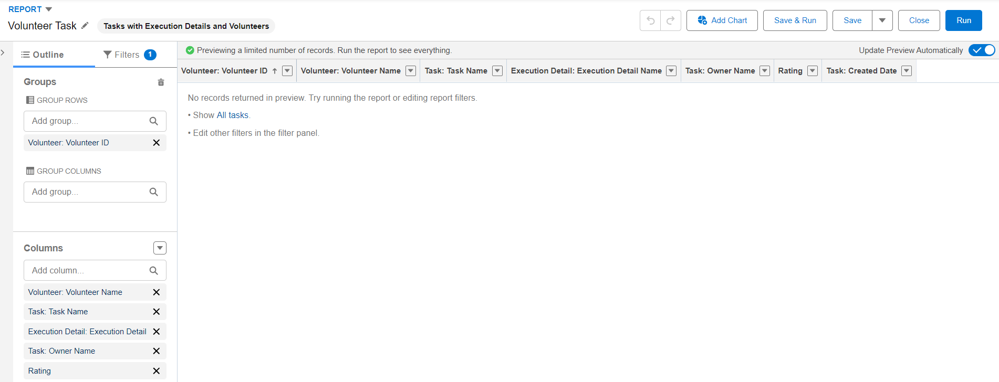 REPORT
Volunteer Task
Tasks with Execution Details and Volunteers
Add Chart
Save & Run
Save
Close
Run
Outline
Filters 1
Previewing a limited number of records. Run the report to see everything.
Update Preview Automatically
Groups
GROUP ROWS
Add group...
Volunteer: Volunteer ID
GROUP COLUMNS
Add group...
Columns
Add column...
Volunteer: Volunteer Name
Task: Task Name
Execution Detail: Execution Detail
Task: Owner Name
Rating
Volunteer: Volunteer ID
Volunteer: Volunteer Name
Task: Task Name
Execution Detail: Execution Detail Name
Task: Owner Name
Rating
Task: Created Date
No records returned in preview. Try running the report or editing report filters.
• Show All tasks.
• Edit other filters in the filter panel.